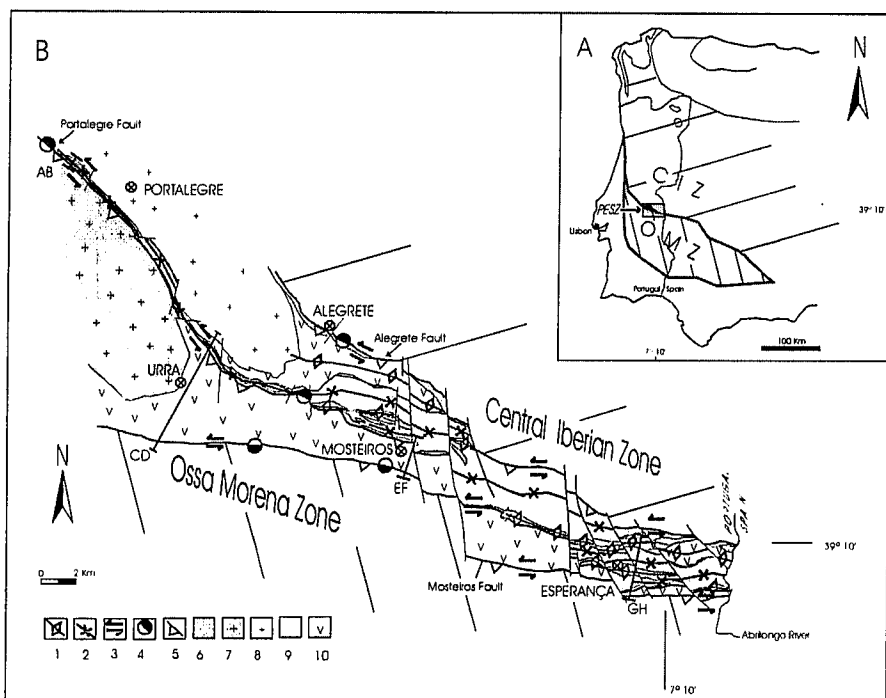 B
A
N
Portalegre Fault
AB
PORTALEGRE
C I Z
PESZ
39° 10'
Lisbon
O M Z
Portugal Spain
7° 10'
100 Km
ALEGRETE
Alegrete Fault
URRA
Central Iberian Zone
N
CD
MOSTEIROS
EF
Ossa Morena Zone
SPAIN
39° 10'
0 2 Km
Mosteiros Fault
ESPERANÇA
GH
Abrilongo River
1 2 3 4 5 6 7 8 9 10
7° 10'